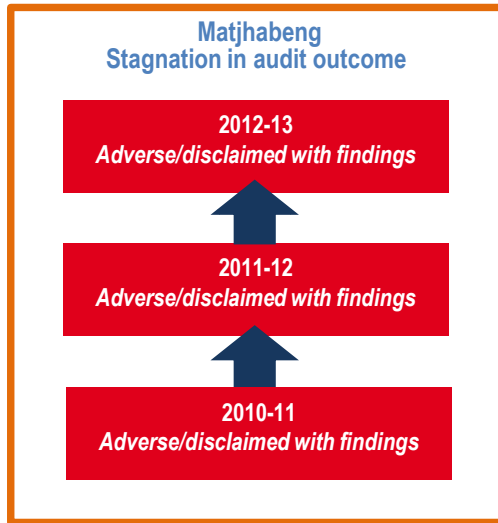 Matjhabeng
Stagnation in audit outcome
2012-13
Adverse/disclaimed with findings
2011-12
Adverse/disclaimed with findings
2010-11
Adverse/disclaimed with findings